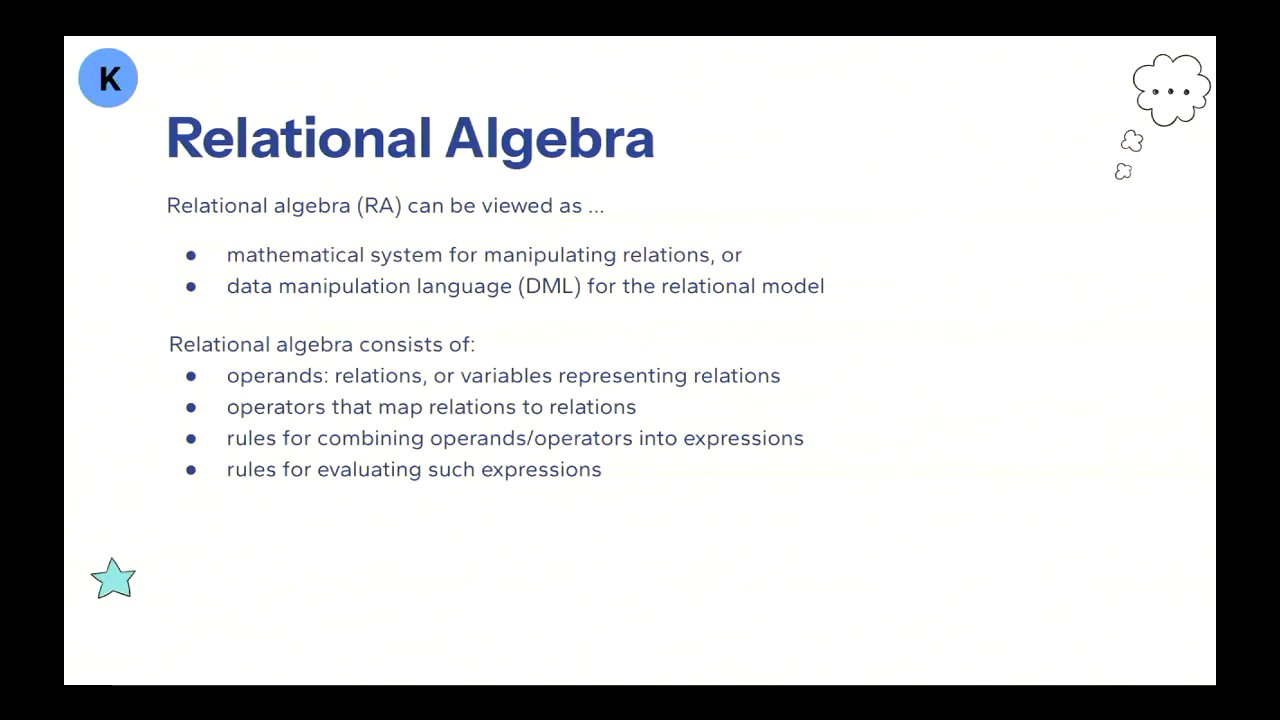 K
Relational Algebra
Relational algebra (RA) can be viewed as ...
● mathematical system for manipulating relations, or
● data manipulation language (DML) for the relational model
Relational algebra consists of:
● operands: relations, or variables representing relations
● operators that map relations to relations
● rules for combining operands/operators into expressions
● rules for evaluating such expressions